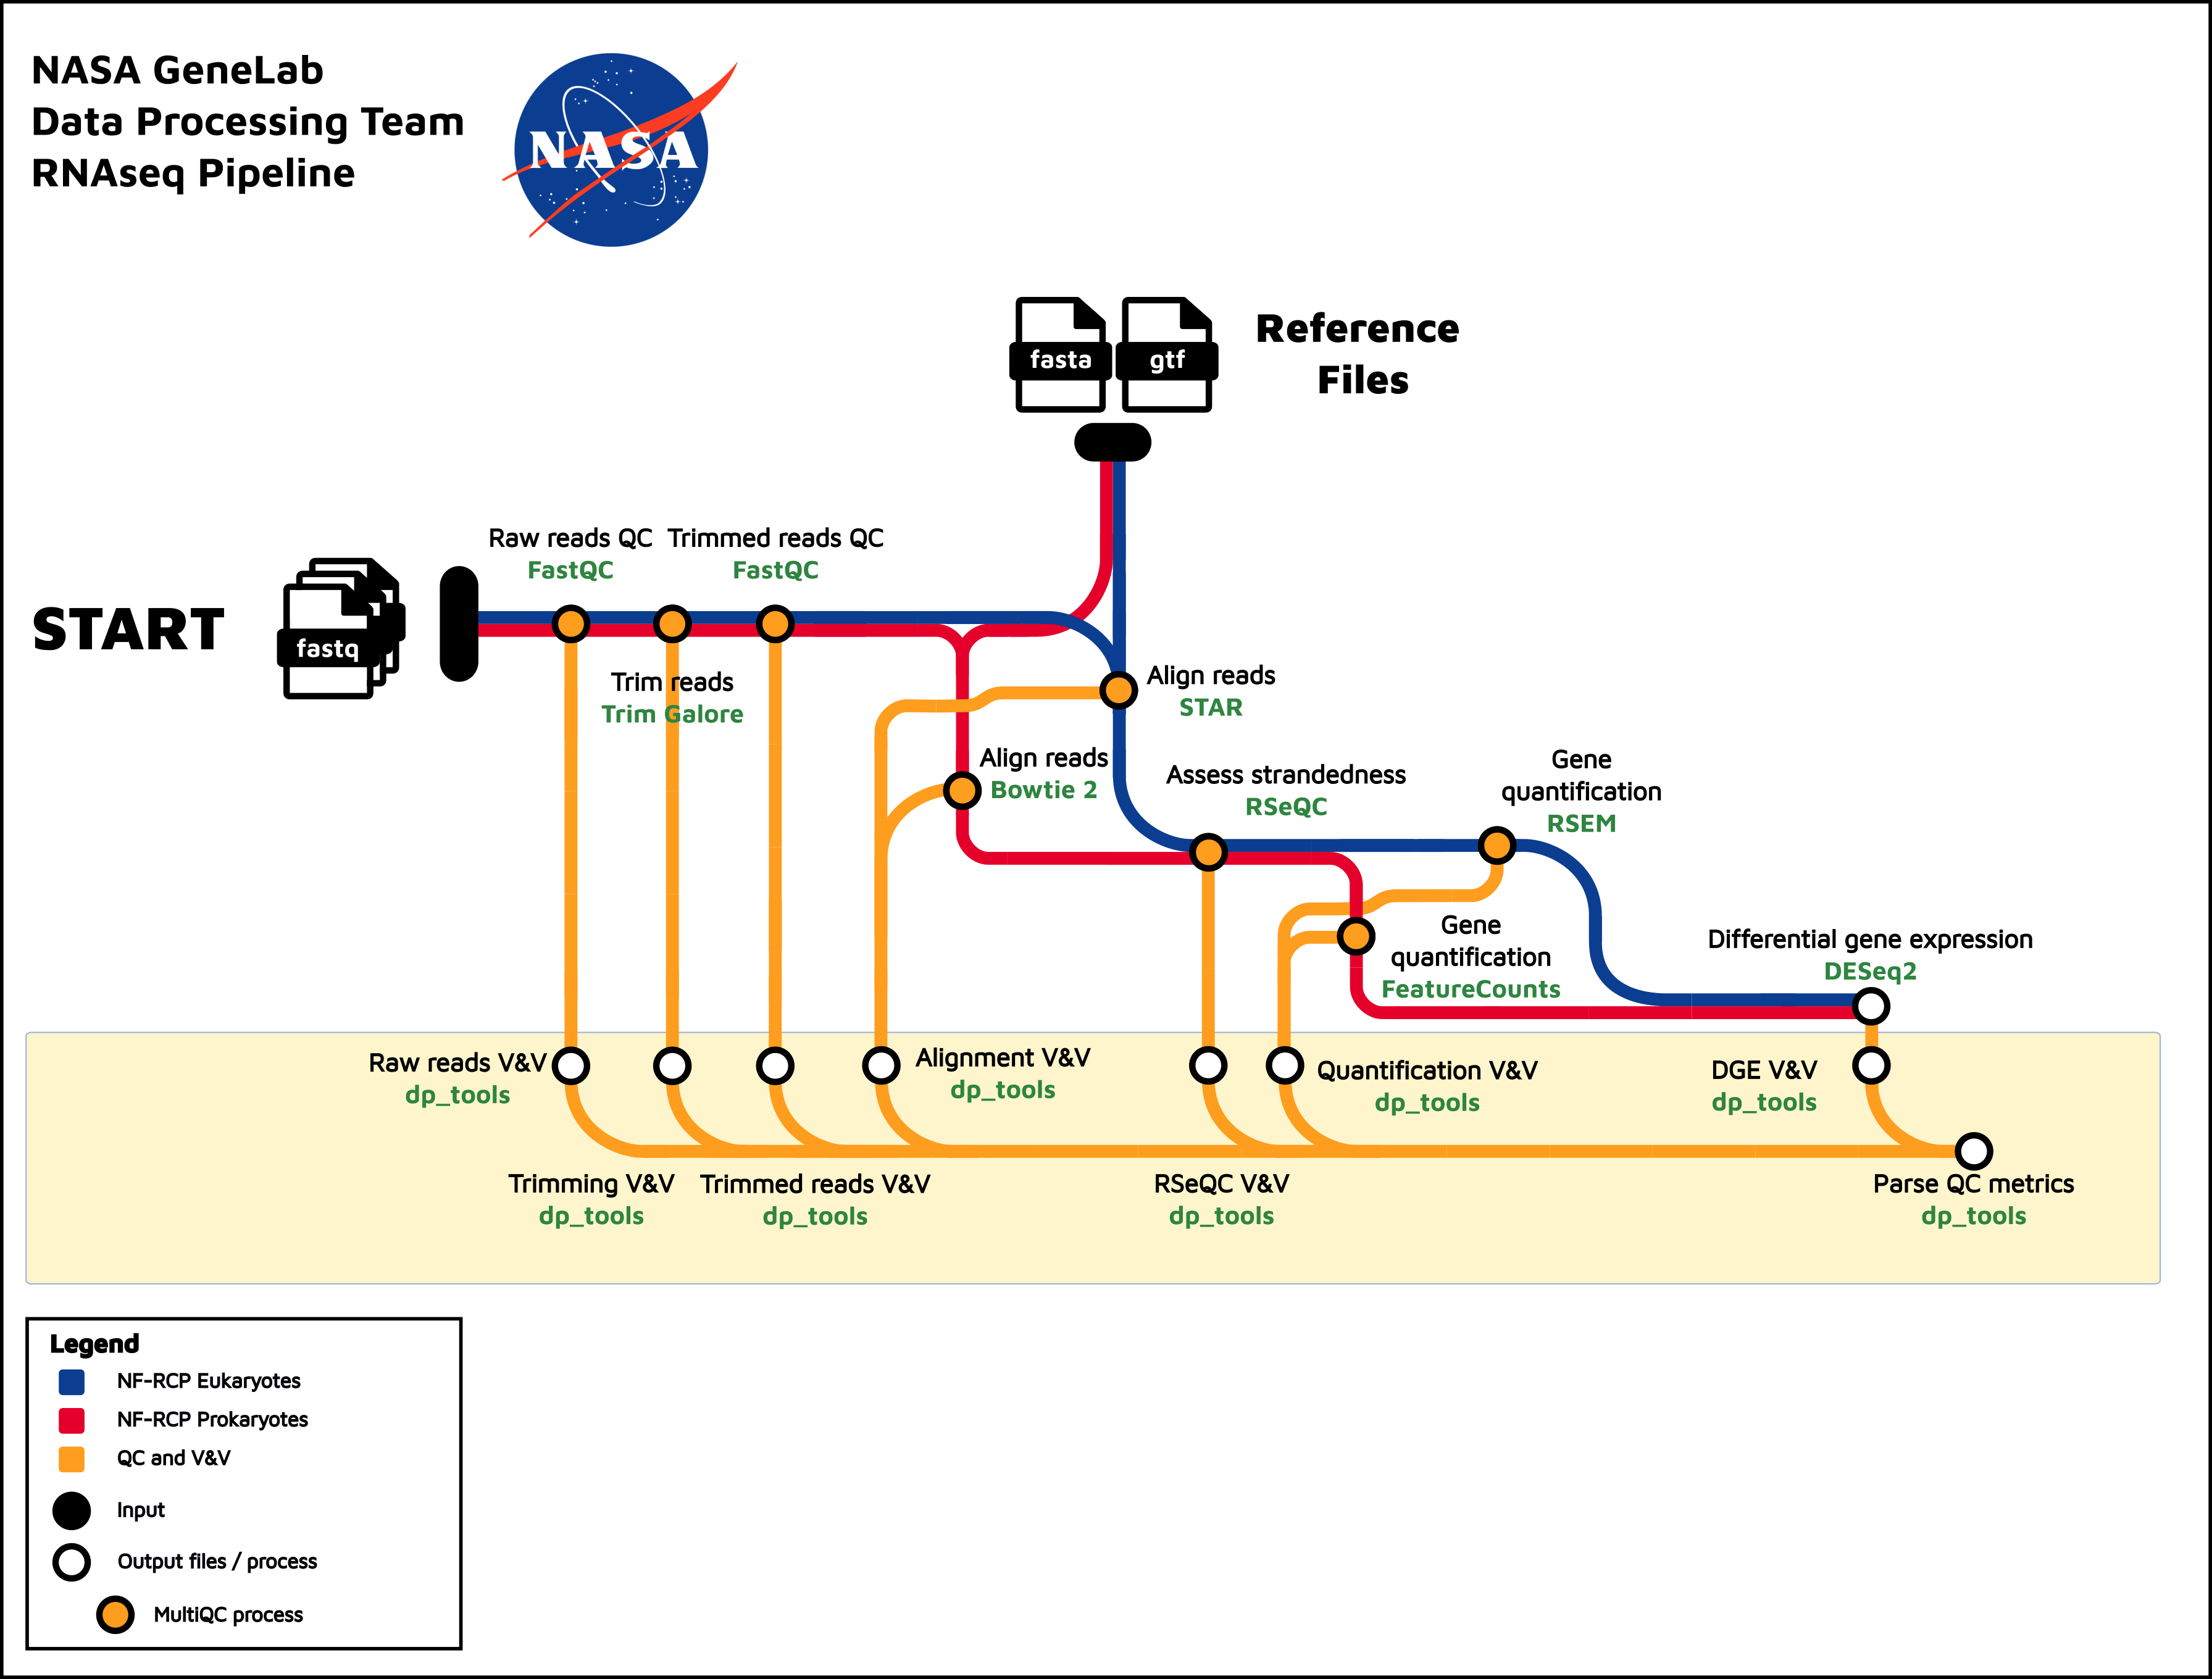 NASA GeneLab
Data Processing Team
RNAseq Pipeline
NASA
fasta
gtf
Reference
Files
START
fastq
Raw reads QC
FastQC
Trimmed reads QC
FastQC
Trim reads
Trim Galore
Align reads
STAR
Align reads
Bowtie 2
Assess strandedness
RSeQC
Gene
quantification
RSEM
Gene
quantification
FeatureCounts
Differential gene expression
DESeq2
Raw reads V&V
dp_tools
Alignment V&V
dp_tools
Quantification V&V
dp_tools
DGE V&V
dp_tools
Trimming V&V
dp_tools
Trimmed reads V&V
dp_tools
RSeQC V&V
dp_tools
Parse QC metrics
dp_tools
Legend
NF-RCP Eukaryotes
NF-RCP Prokaryotes
QC and V&V
Input
Output files / process
MultiQC process